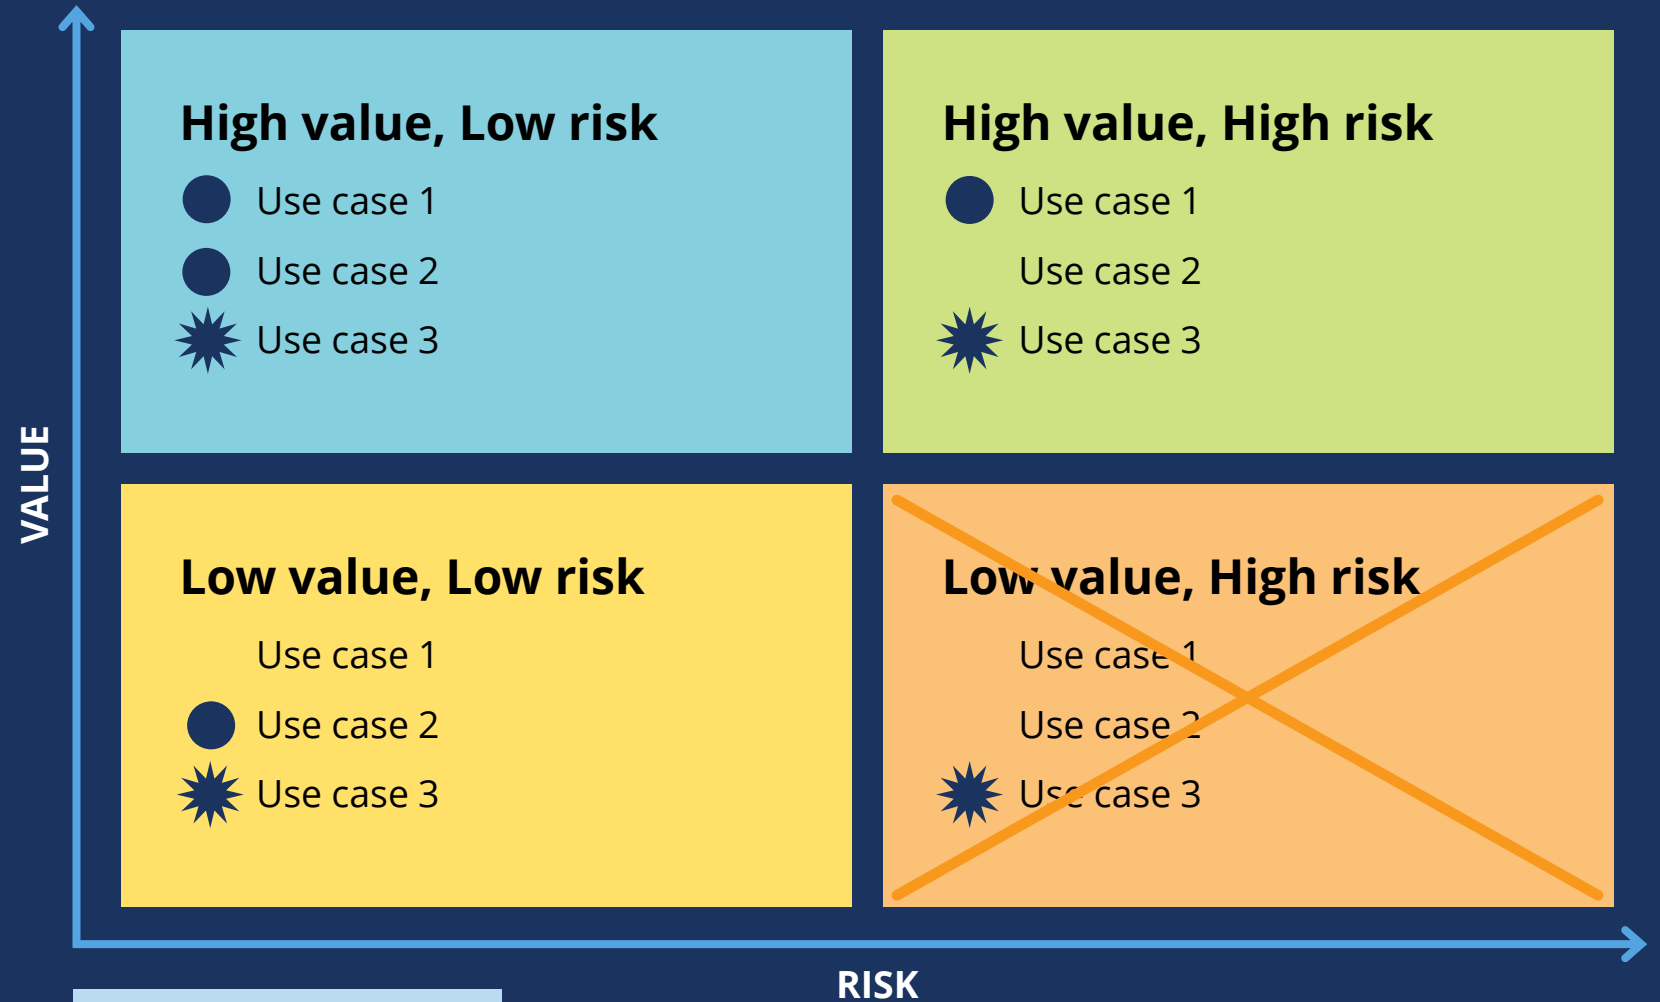 High value, Low risk
Use case 1
Use case 2
Use case 3
High value, High risk
Use case 1
Use case 2
Use case 3
VALUE
Low value, Low risk
Use case 1
Use case 2
Use case 3
Low value, High risk
Use case 1
Use case 2
Use case 3
RISK